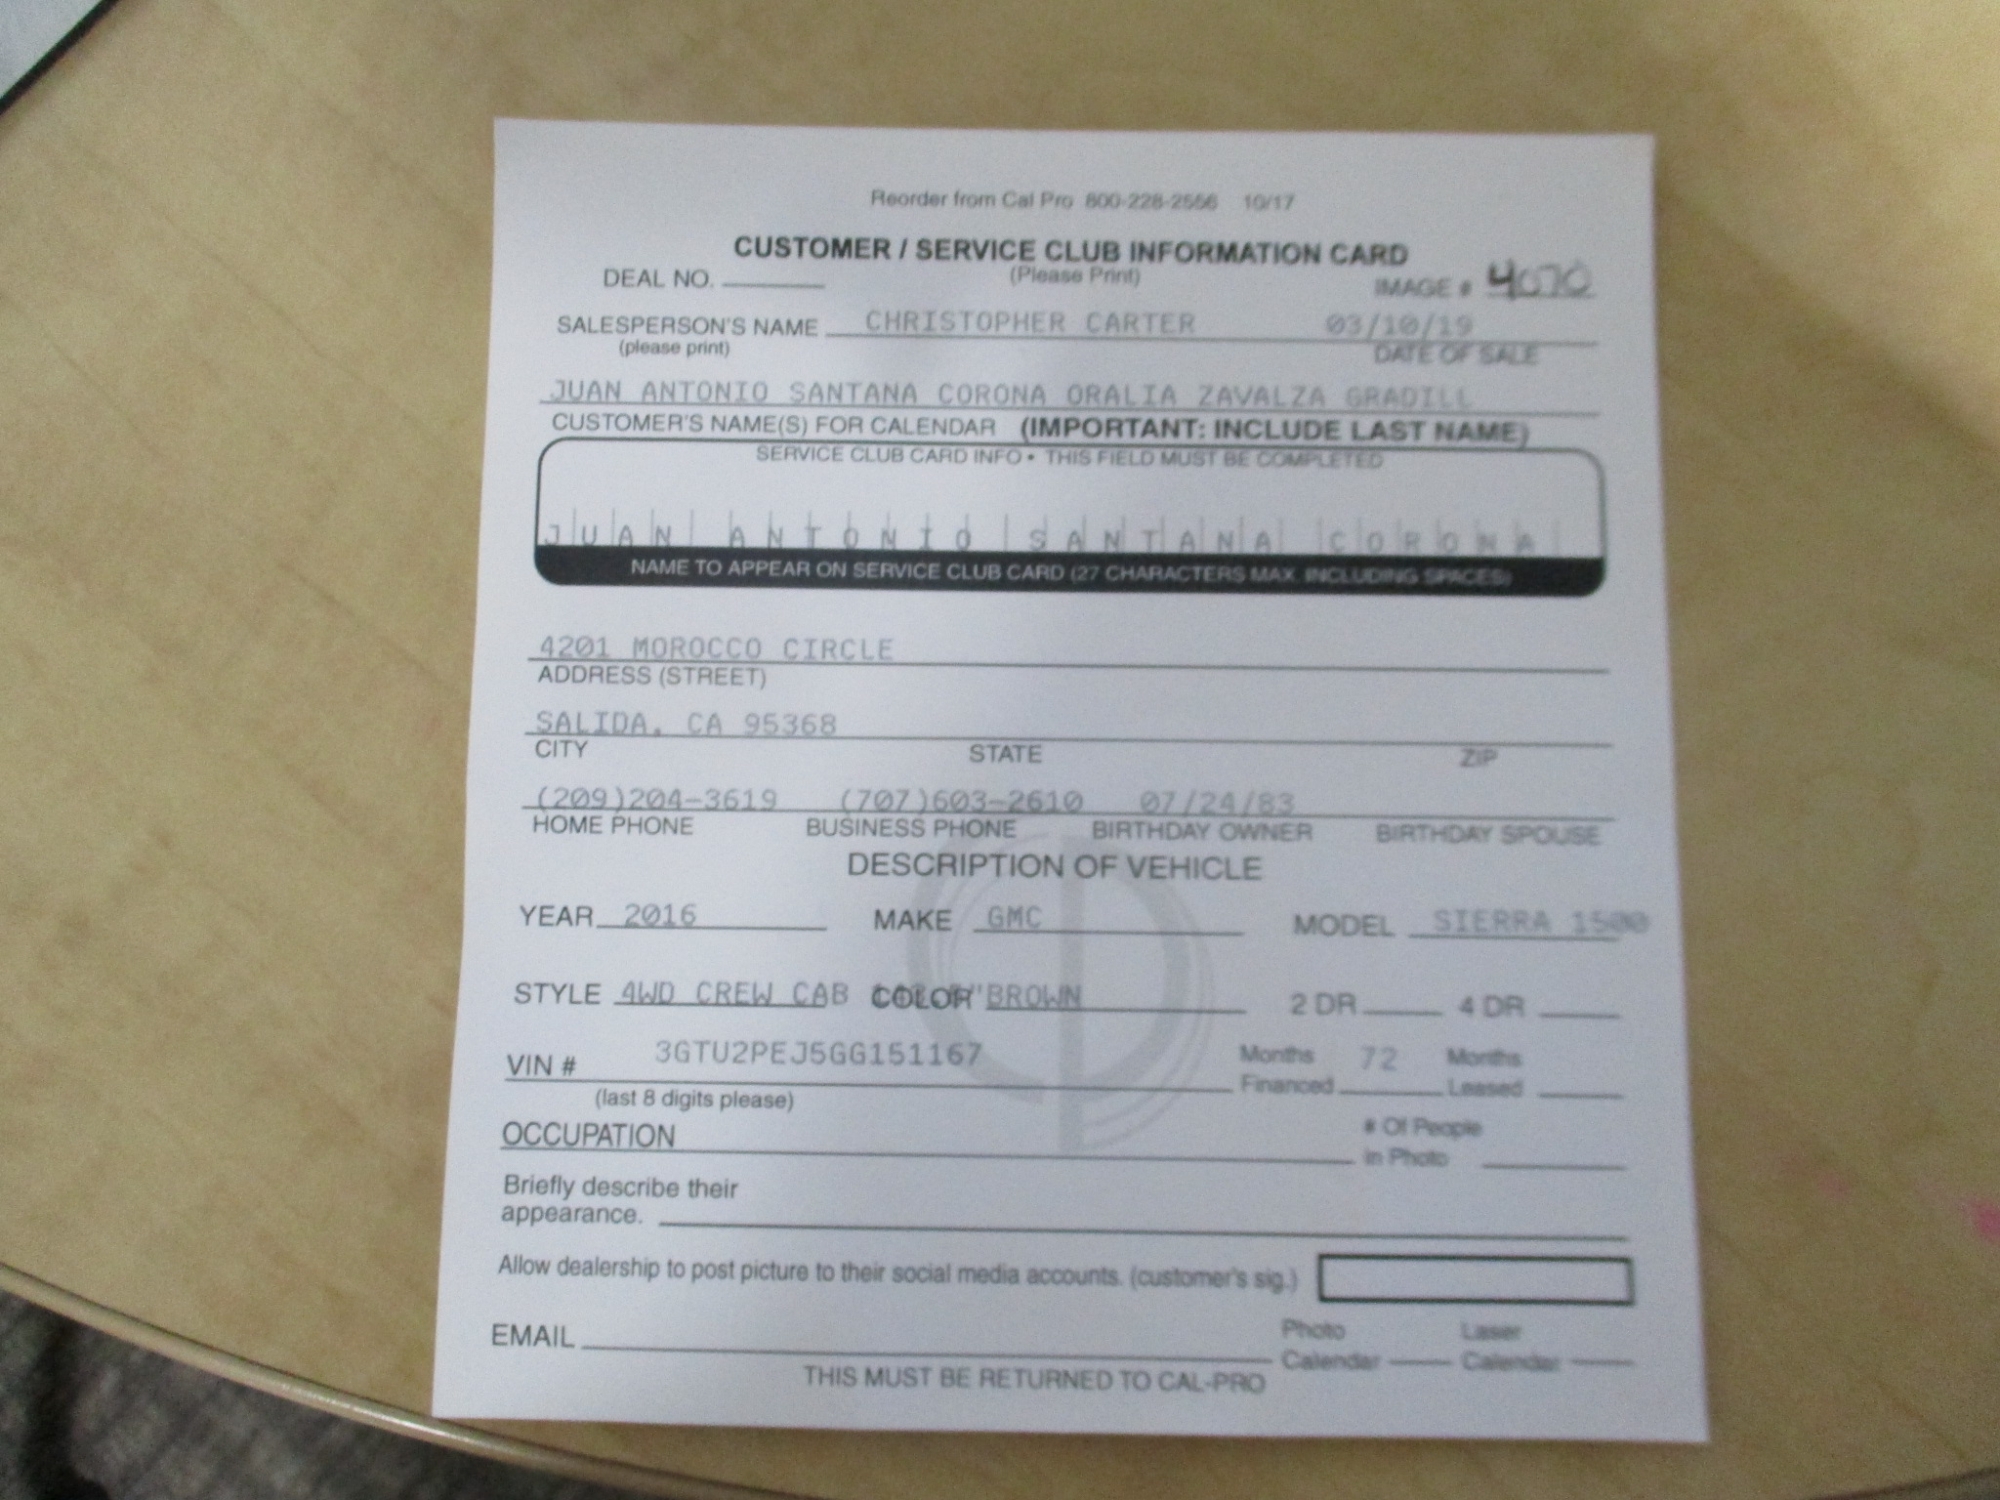 Reorder from Cal Pro 800-228-2556 10/17
CUSTOMER / SERVICE CLUB INFORMATION CARD
DEAL NO. (Please Print) IMAGE # 4070
SALESPERSON'S NAME CHRISTOPHER CARTER 03/10/19
(please print) DATE OF SALE
JUAN ANTONIO SANTANA CORONA ORALIA ZAVALZA GRADILL
CUSTOMER'S NAME(S) FOR CALENDAR (IMPORTANT: INCLUDE LAST NAME)
SERVICE CLUB CARD INFO • THIS FIELD MUST BE COMPLETED
JUAN ANTONIO SANTANA CORONA
NAME TO APPEAR ON SERVICE CLUB CARD (27 CHARACTERS MAX. INCLUDING SPACES)
4201 MOROCCO CIRCLE
ADDRESS (STREET)
SALIDA, CA 95368
CITY STATE ZIP
(209)204-3619 (707)603-2610 07/24/83
HOME PHONE BUSINESS PHONE BIRTHDAY OWNER BIRTHDAY SPOUSE
DESCRIPTION OF VEHICLE
YEAR 2016 MAKE GMC MODEL SIERRA 1500
STYLE 4WD CREW CAB COLOR BROWN 2 DR 4 DR
VIN # 3GTU2PEJ5GG151167 Months 72 Months
Financed Leased
(last 8 digits please)
OCCUPATION # Of People
in Photo
Briefly describe their
appearance.
Allow dealership to post picture to their social media accounts. (customer's sig.)
EMAIL Photo Laser
Calendar Calendar
THIS MUST BE RETURNED TO CAL-PRO